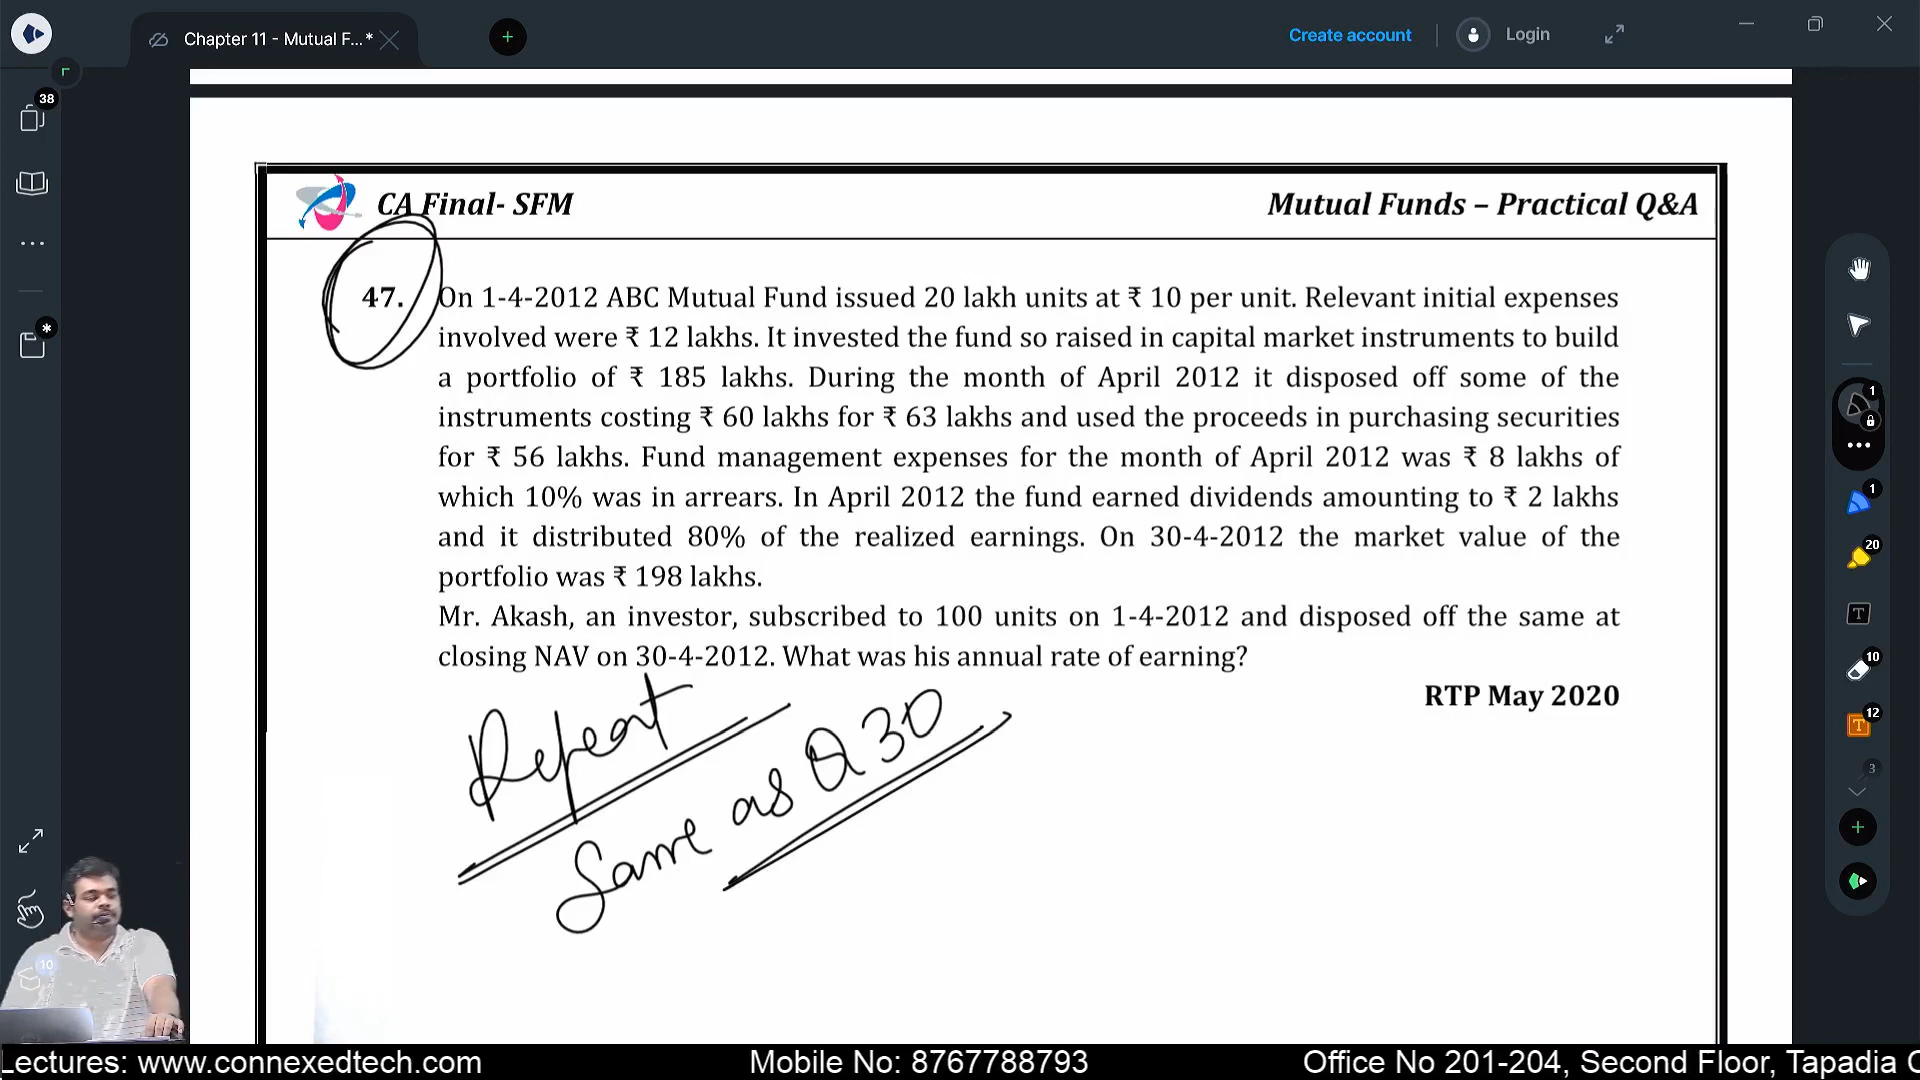 Chapter 11 - Mutual F...*
Create account
Login
38
CA Final- SFM
Mutual Funds – Practical Q&A
47. On 1-4-2012 ABC Mutual Fund issued 20 lakh units at ₹ 10 per unit. Relevant initial expenses
involved were ₹ 12 lakhs. It invested the fund so raised in capital market instruments to build
a portfolio of ₹ 185 lakhs. During the month of April 2012 it disposed off some of the
instruments costing ₹ 60 lakhs for ₹ 63 lakhs and used the proceeds in purchasing securities
for ₹ 56 lakhs. Fund management expenses for the month of April 2012 was ₹ 8 lakhs of
which 10% was in arrears. In April 2012 the fund earned dividends amounting to ₹ 2 lakhs
and it distributed 80% of the realized earnings. On 30-4-2012 the market value of the
portfolio was ₹ 198 lakhs.
Mr. Akash, an investor, subscribed to 100 units on 1-4-2012 and disposed off the same at
closing NAV on 30-4-2012. What was his annual rate of earning?
RTP May 2020
Repeat
Same as Q 30
1
1
20
T
10
T
12
3
10
Lectures: www.connexedtech.com
Mobile No: 8767788793
Office No 201-204, Second Floor, Tapadia